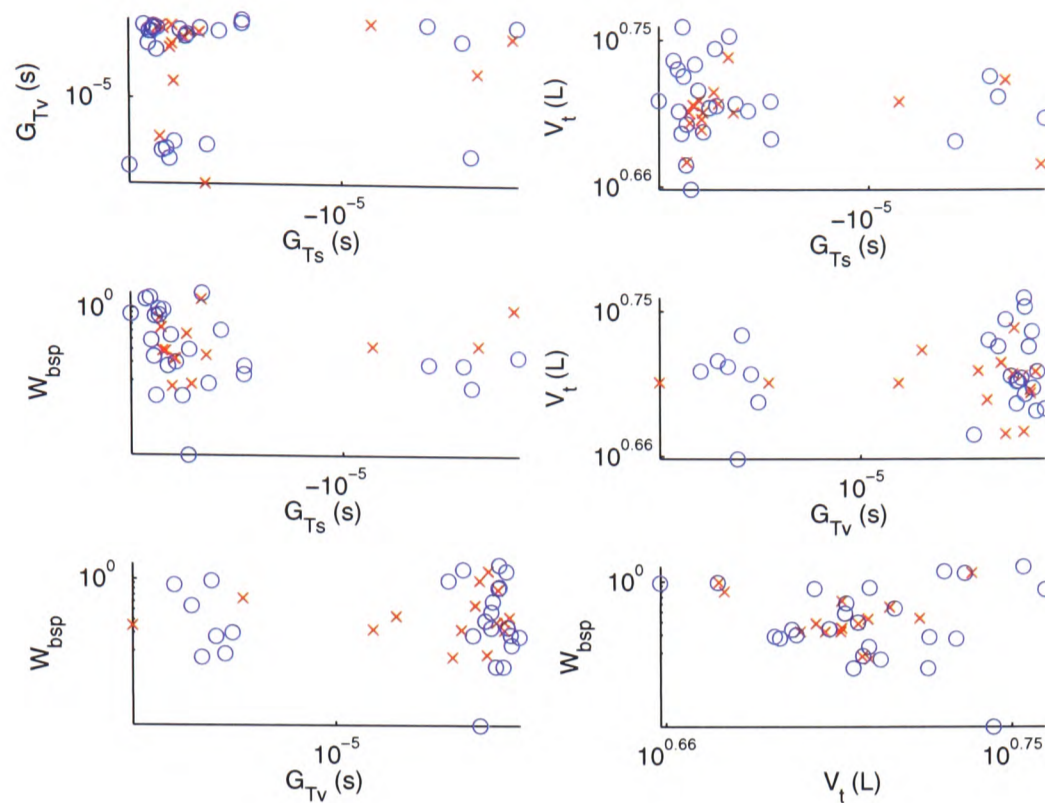 G_Tv (s)
10^-5
-10^-5
G_Ts (s)
V_t (L)
10^0.75
10^0.66
-10^-5
G_Ts (s)
W_bsp
10^0
-10^-5
G_Ts (s)
V_t (L)
10^0.75
10^0.66
10^-5
G_Tv (s)
W_bsp
10^0
10^-5
G_Tv (s)
W_bsp
10^0
10^0.66
10^0.75
V_t (L)